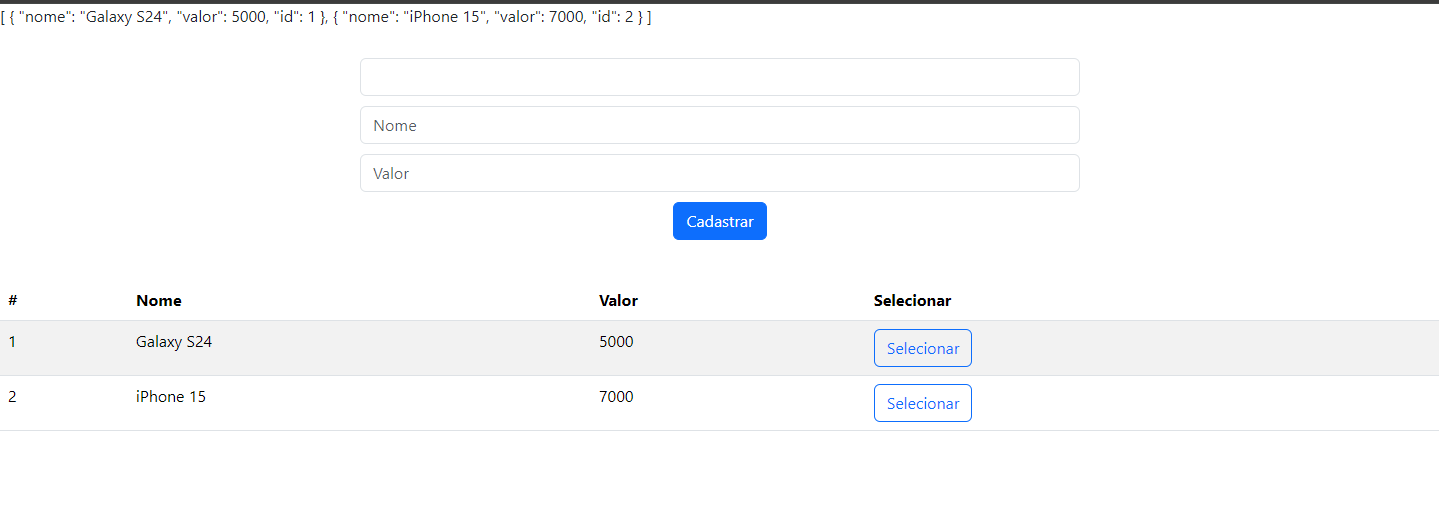 [ { "nome": "Galaxy S24", "valor": 5000, "id": 1 }, { "nome": "iPhone 15", "valor": 7000, "id": 2 } ]
Nome
Valor
Cadastrar
# Nome Valor Selecionar
1 Galaxy S24 5000 Selecionar
2 iPhone 15 7000 Selecionar